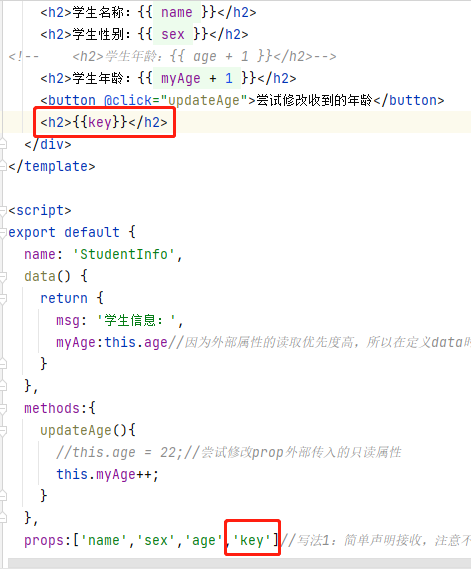 <h2>学生名称：{{ name }}</h2>
<h2>学生性别：{{ sex }}</h2>
<!--    <h2>学生年龄：{{ age + 1 }}</h2>-->
<h2>学生年龄：{{ myAge + 1 }}</h2>
<button @click="updateAge">尝试修改收到的年龄</button>
<h2>{{key}}</h2>
</div>
</template>
<script>
export default {
name: 'StudentInfo',
data() {
return {
msg: '学生信息：',
myAge:this.age//因为外部属性的读取优先度高，所以在定义data时
}
},
methods:{
updateAge(){
//this.age = 22;//尝试修改prop外部传入的只读属性
this.myAge++;
}
},
props:['name','sex','age','key']//写法1：简单声明接收，注意不